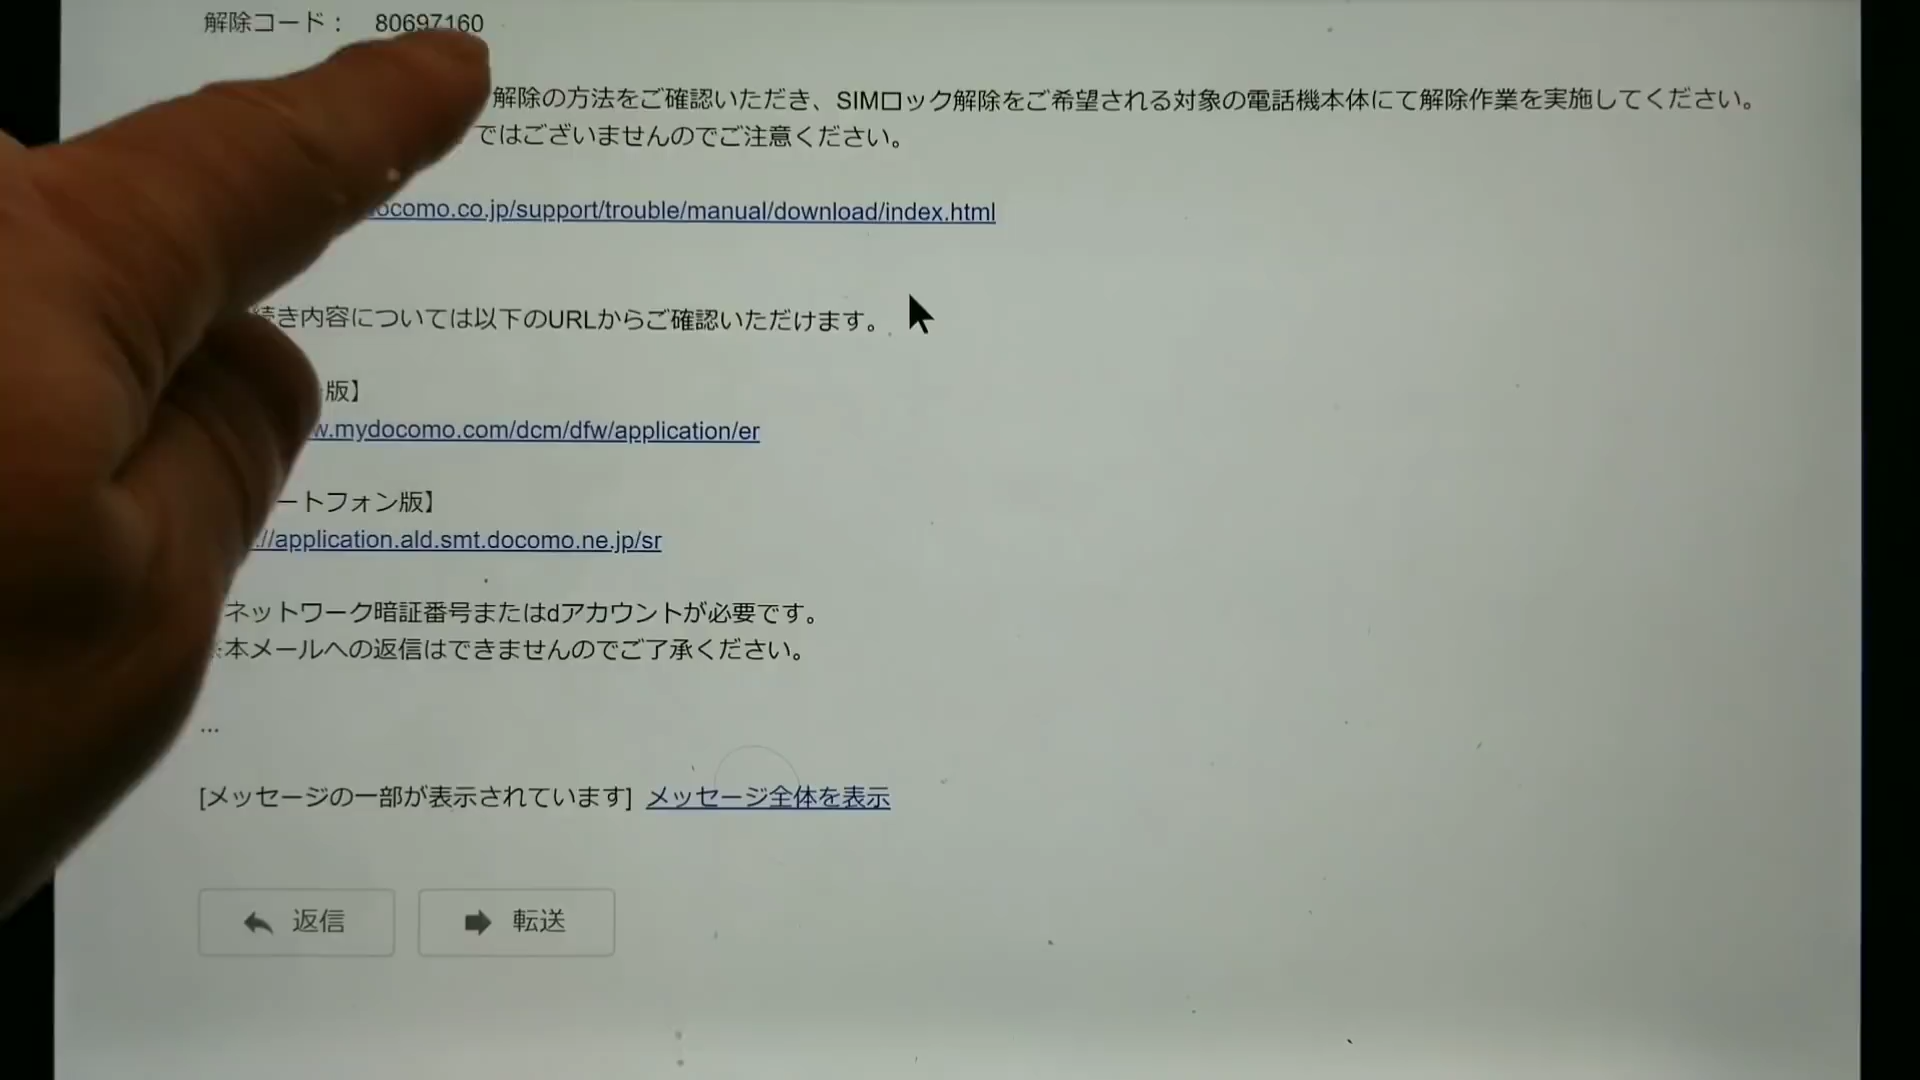 解除コード： 80697160
解除の方法をご確認いただき、SIMロック解除をご希望される対象の電話機本体にて解除作業を実施してください。
ではございませんのでご注意ください。
ocomo.co.jp/support/trouble/manual/download/index.html
続き内容については以下のURLからご確認いただけます。
版】
w.mydocomo.com/dcm/dfw/application/er
ートフォン版】
://application.ald.smt.docomo.ne.jp/sr
ネットワーク暗証番号またはdアカウントが必要です。
※本メールへの返信はできませんのでご了承ください。
...
[メッセージの一部が表示されています] メッセージ全体を表示
返信 転送